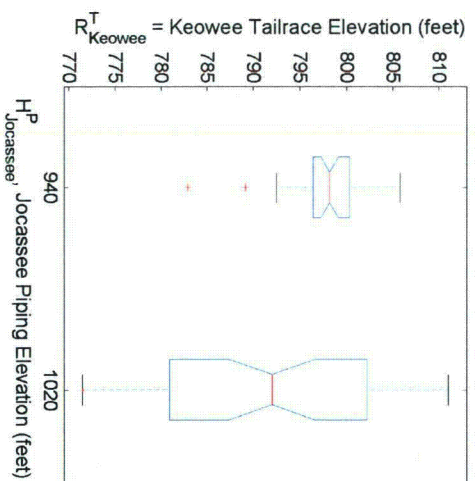 R^T_Keowee = Keowee Tailrace Elevation (feet)
770 775 780 785 790 795 800 805 810
940 1020
H^P_Jocassee, Jocassee Piping Elevation (feet)